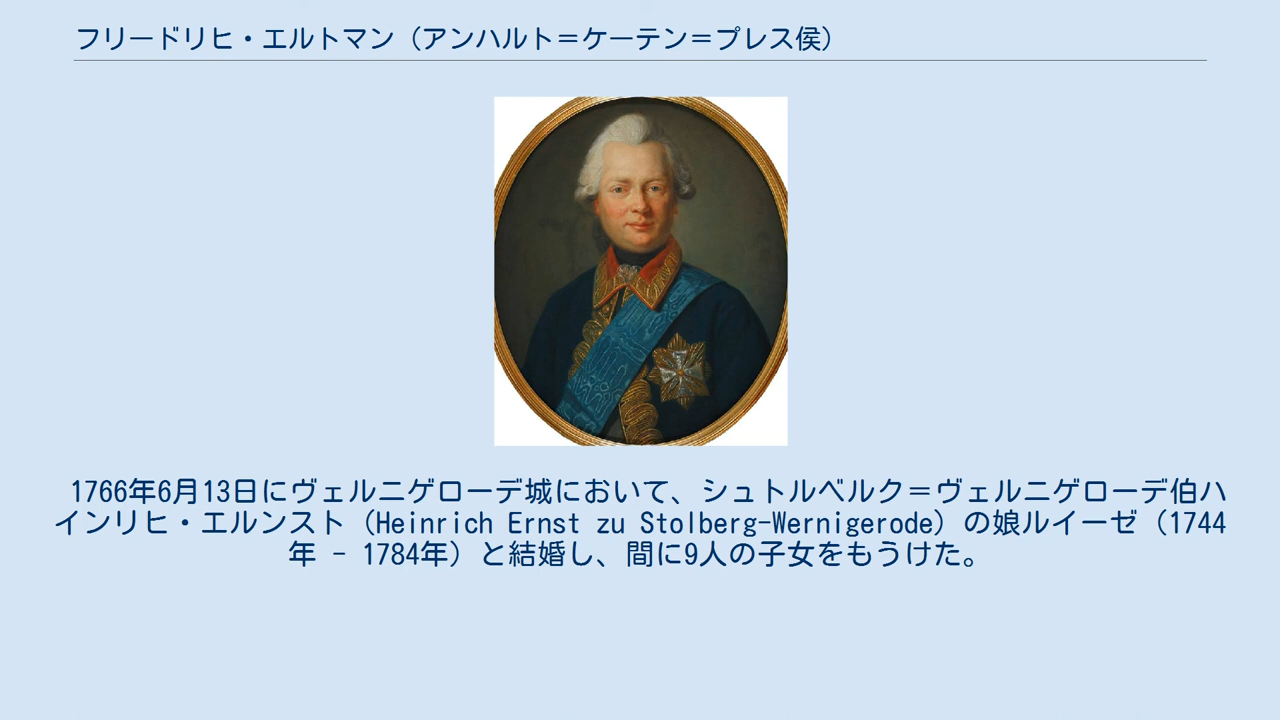 フリードリヒ・エルトマン（アンハルト＝ケーテン＝プレス侯）
1766年6月13日にヴェルニゲローデ城において、シュトルベルク＝ヴェルニゲローデ伯ハ
インリヒ・エルンスト（Heinrich Ernst zu Stolberg-Wernigerode）の娘ルイーゼ（1744
年 - 1784年）と結婚し、間に9人の子女をもうけた。